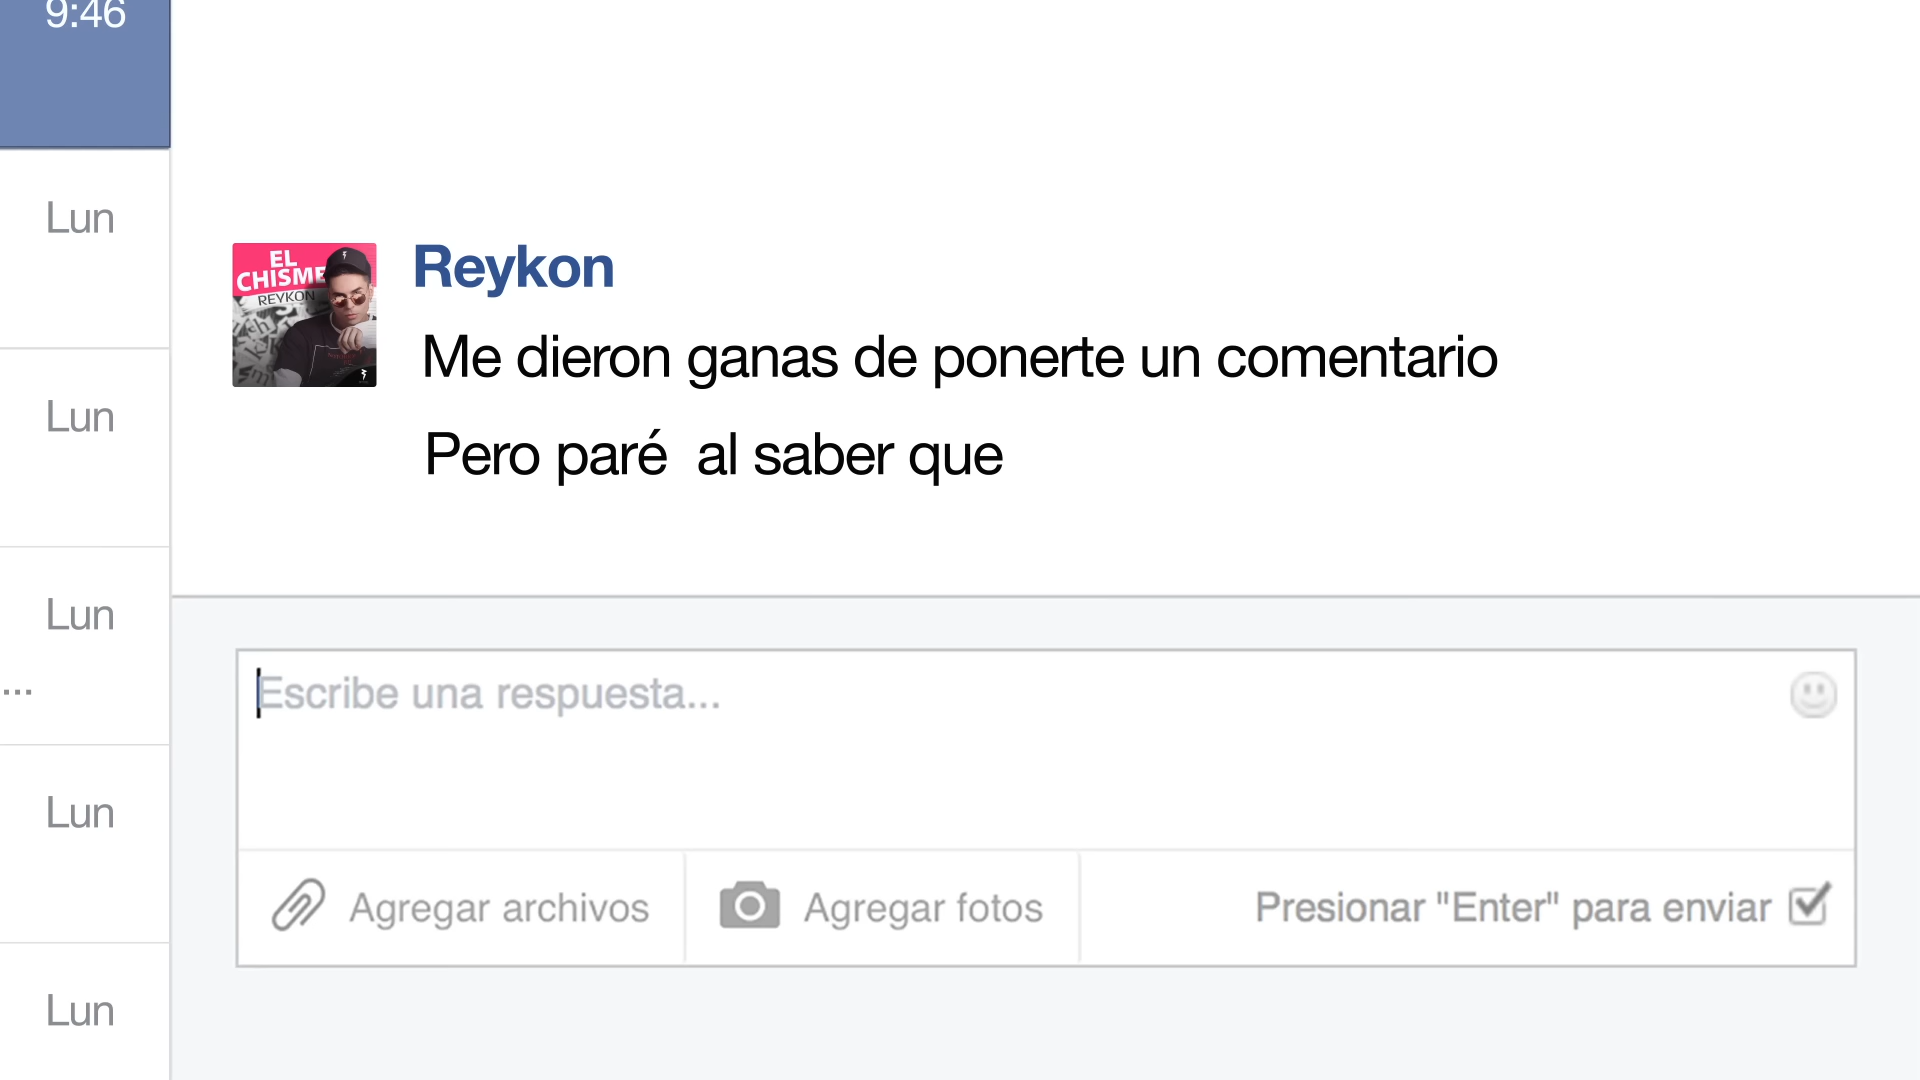 9:46
Lun
Lun
Lun
...
Lun
Lun
EL
CHISME
REYKON
Reykon
Me dieron ganas de ponerte un comentario
Pero paré al saber que
Escribe una respuesta...
Agregar archivos
Agregar fotos
Presionar "Enter" para enviar